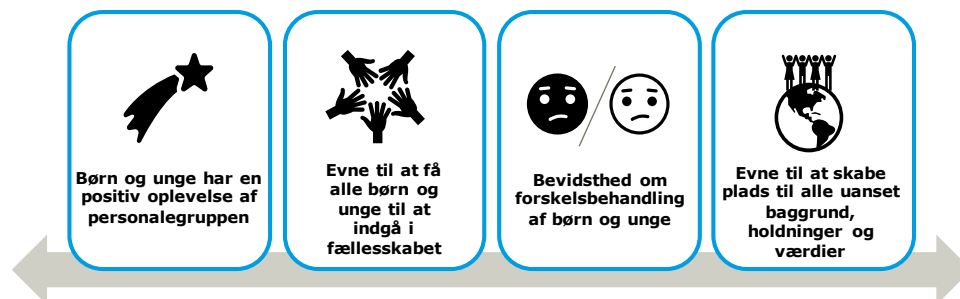 Børn og unge har en
positiv oplevelse af
personalegruppen
Evne til at få
alle børn og
unge til at
indgå i
fællesskabet
Bevidsthed om
forskelsbehandling
af børn og unge
Evne til at skabe
plads til alle uanset
baggrund,
holdninger og
værdier